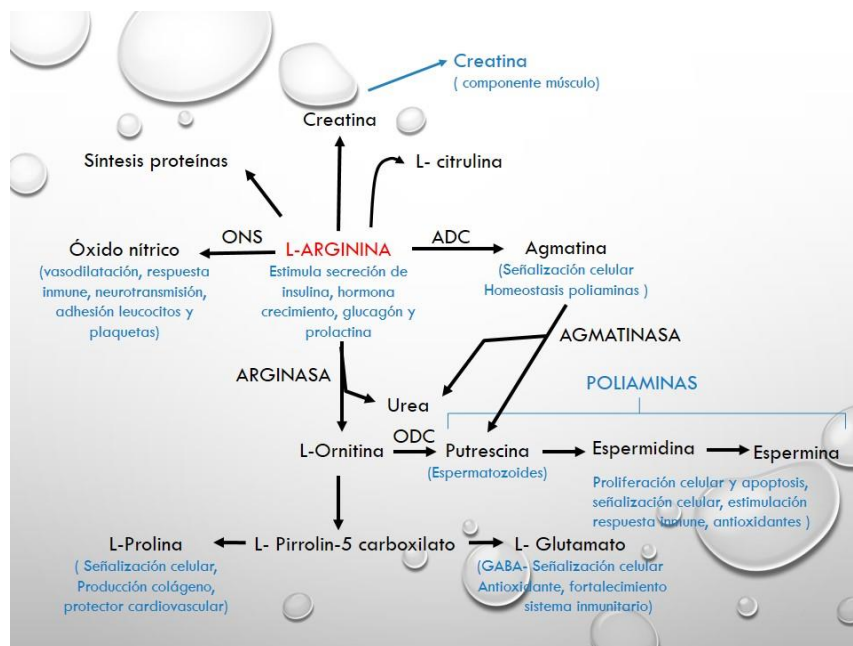 Creatina
( componente músculo)
Creatina
Síntesis proteínas
L- citrulina
Óxido nítrico
ONS
L-ARGININA
ADC
Agmatina
(vasodilatación, respuesta
inmune, neurotransmisión,
adhesión leucocitos y
plaquetas)
Estimula secreción de
insulina, hormona
crecimiento, glucagón y
prolactina
(Señalización celular
Homeostasis poliaminas )
AGMATINASA
ARGINASA
POLIAMINAS
Urea
L-Ornitina
ODC
Putrescina
Espermidina
Espermina
(Espermatozoides)
Proliferación celular y apoptosis,
señalización celular, estimulación
respuesta inmune, antioxidantes )
L-Prolina
L- Pirrolin-5 carboxilato
L- Glutamato
( Señalización celular,
Producción colágeno,
protector cardiovascular)
(GABA- Señalización celular
Antioxidante, fortalecimiento
sistema inmunitario)